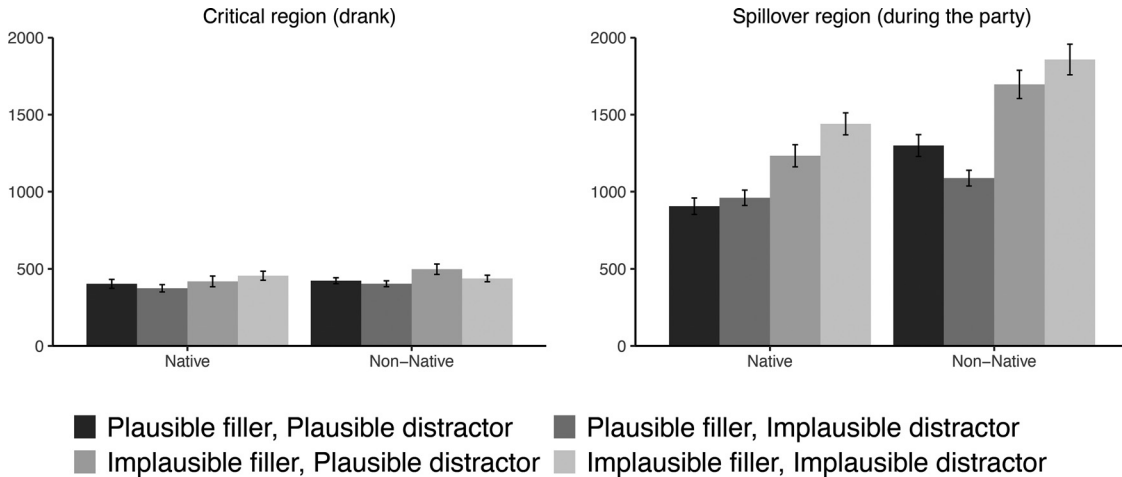 Critical region (drank)
2000
1500
1000
500
0
Native
Non−Native
Spillover region (during the party)
2000
1500
1000
500
0
Native
Non−Native
Plausible filler, Plausible distractor
Plausible filler, Implausible distractor
Implausible filler, Plausible distractor
Implausible filler, Implausible distractor